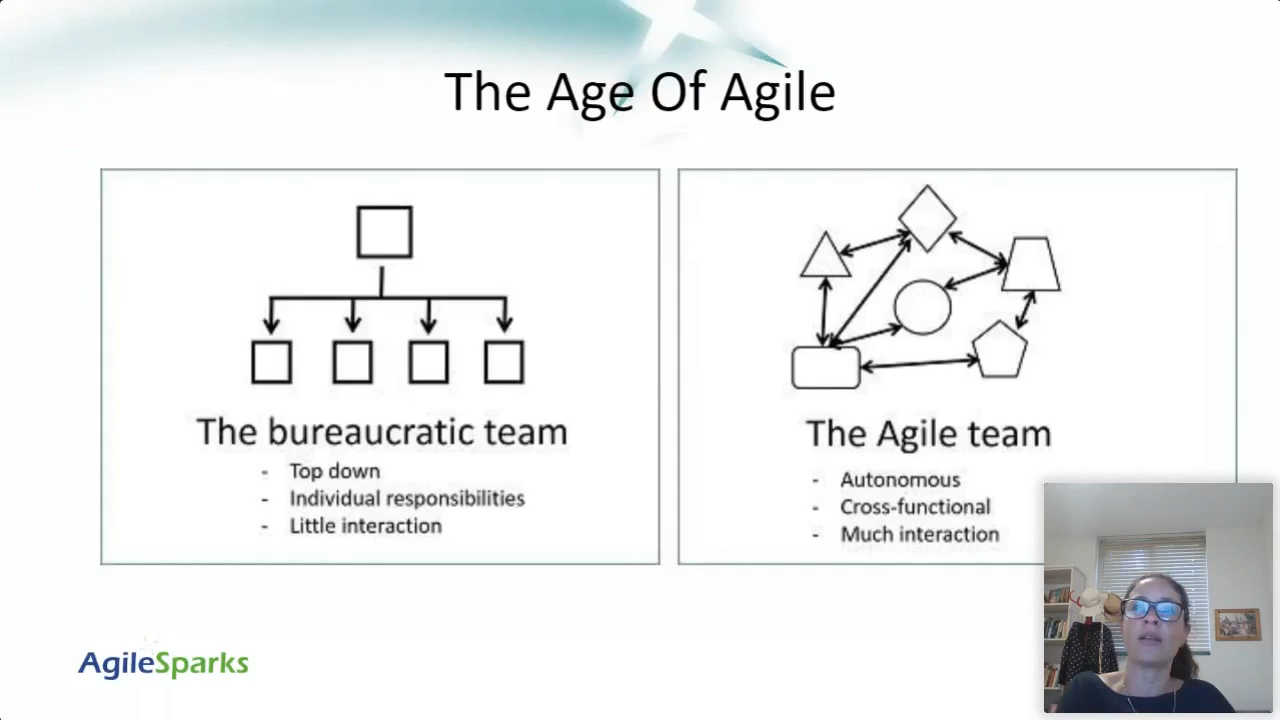 The Age Of Agile
The bureaucratic team
- Top down
- Individual responsibilities
- Little interaction
The Agile team
- Autonomous
- Cross-functional
- Much interaction
AgileSparks